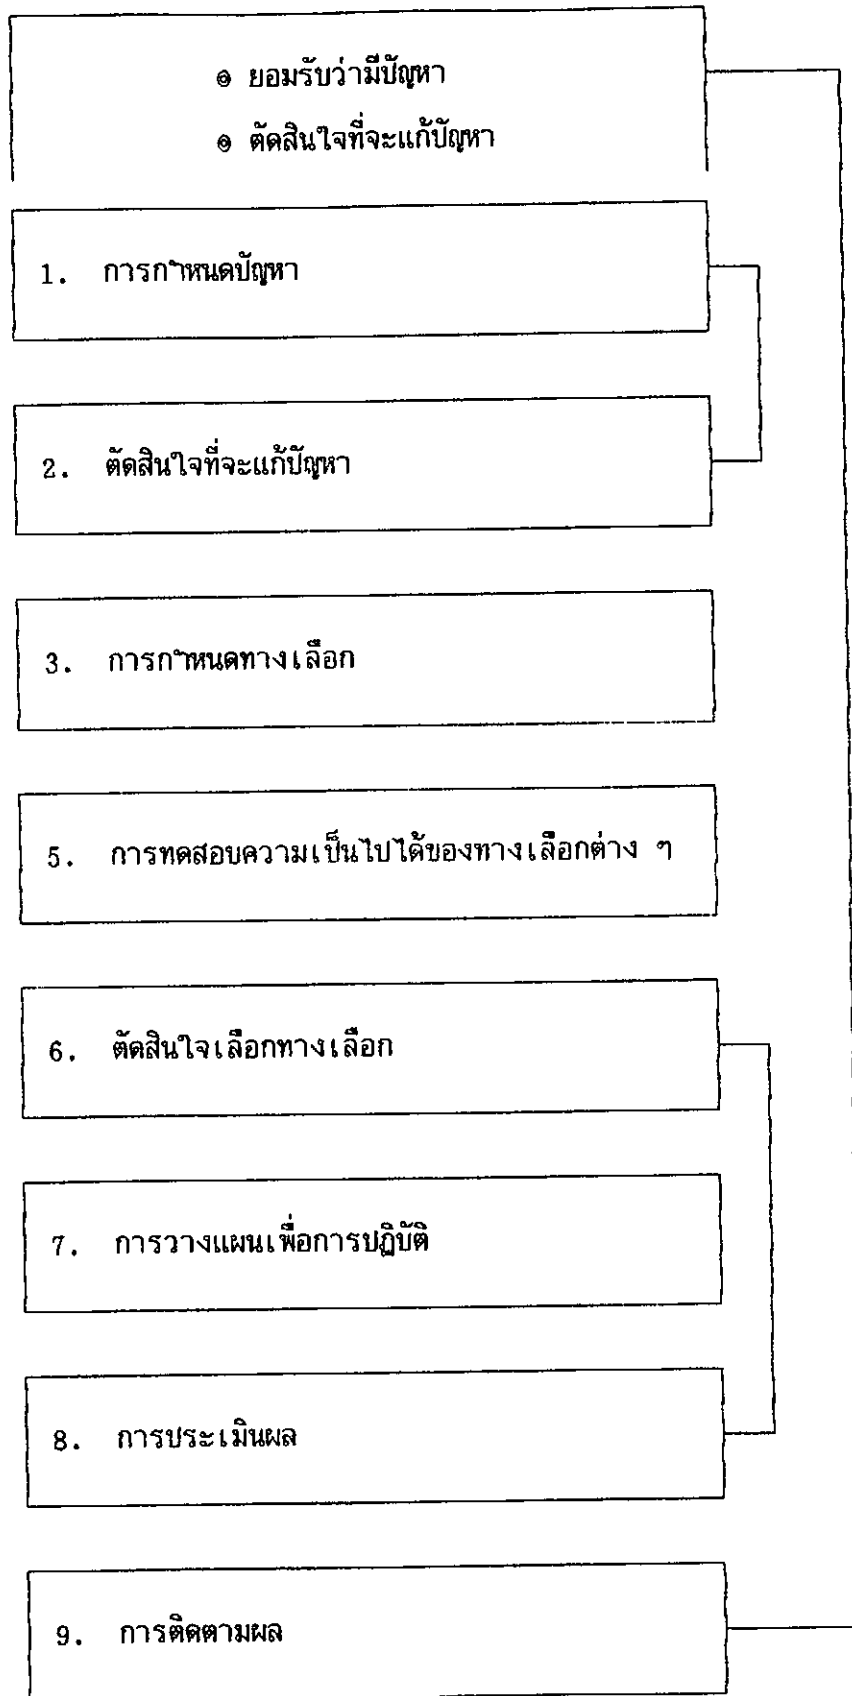 ๏ ยอมรับว่ามีปัญหา
๏ ตัดสินใจที่จะแก้ปัญหา
1. การกำหนดปัญหา
2. ตัดสินใจที่จะแก้ปัญหา
3. การกำหนดทางเลือก
5. การทดสอบความเป็นไปได้ของทางเลือกต่าง ๆ
6. ตัดสินใจเลือกทางเลือก
7. การวางแผนเพื่อการปฏิบัติ
8. การประเมินผล
9. การติดตามผล